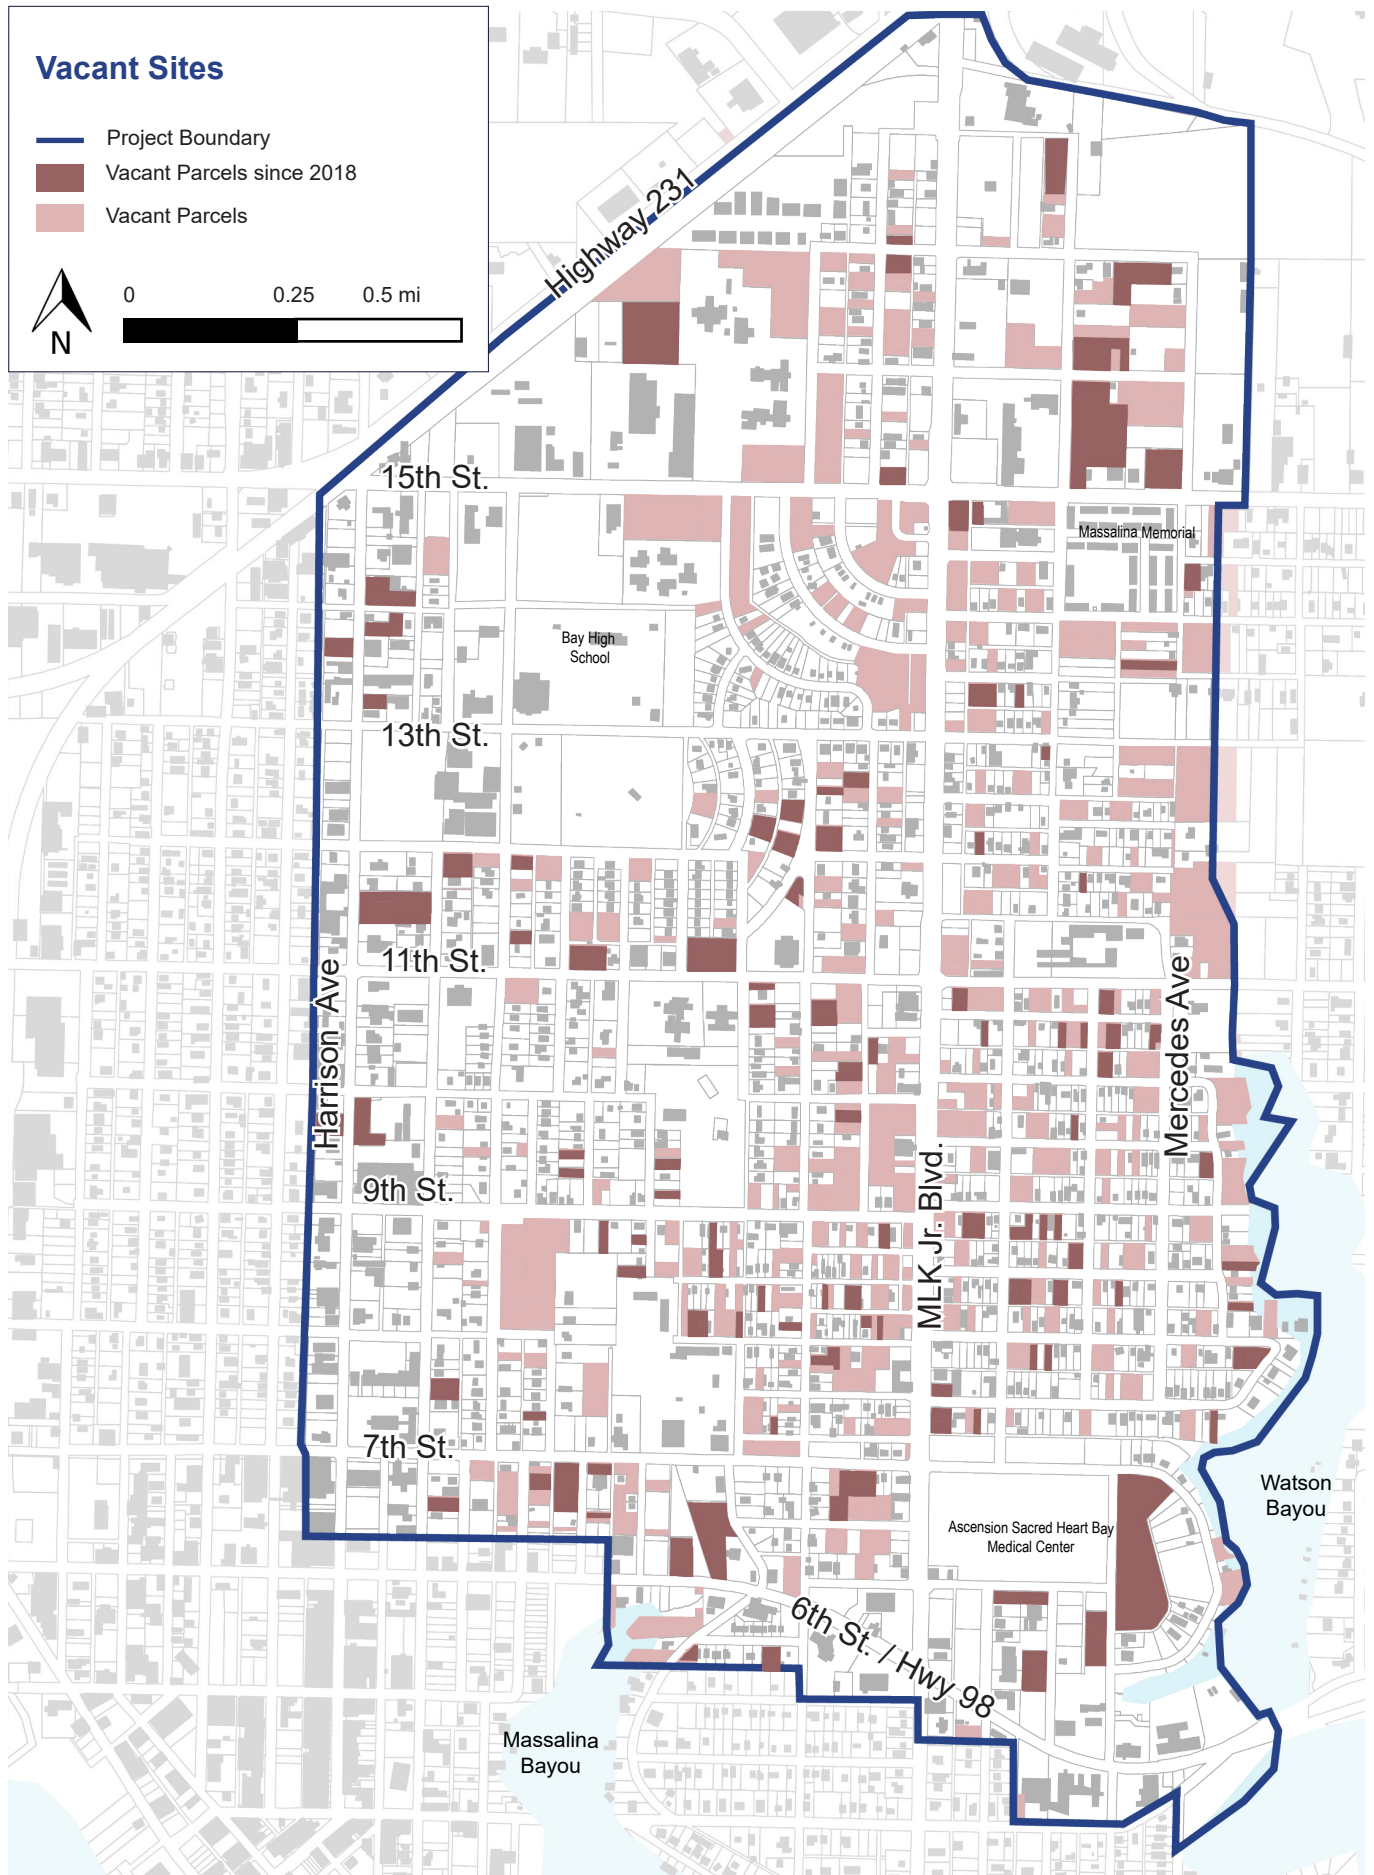 Vacant Sites
Project Boundary
Vacant Parcels since 2018
Vacant Parcels
N
0 0.25 0.5 mi
Highway 231
15th St.
Massalina Memorial
Bay High
School
13th St.
11th St.
Harrison Ave
Mercedes Ave
9th St.
MLK Jr. Blvd.
7th St.
Watson
Bayou
Ascension Sacred Heart Bay
Medical Center
6th St. / Hwy 98
Massalina
Bayou